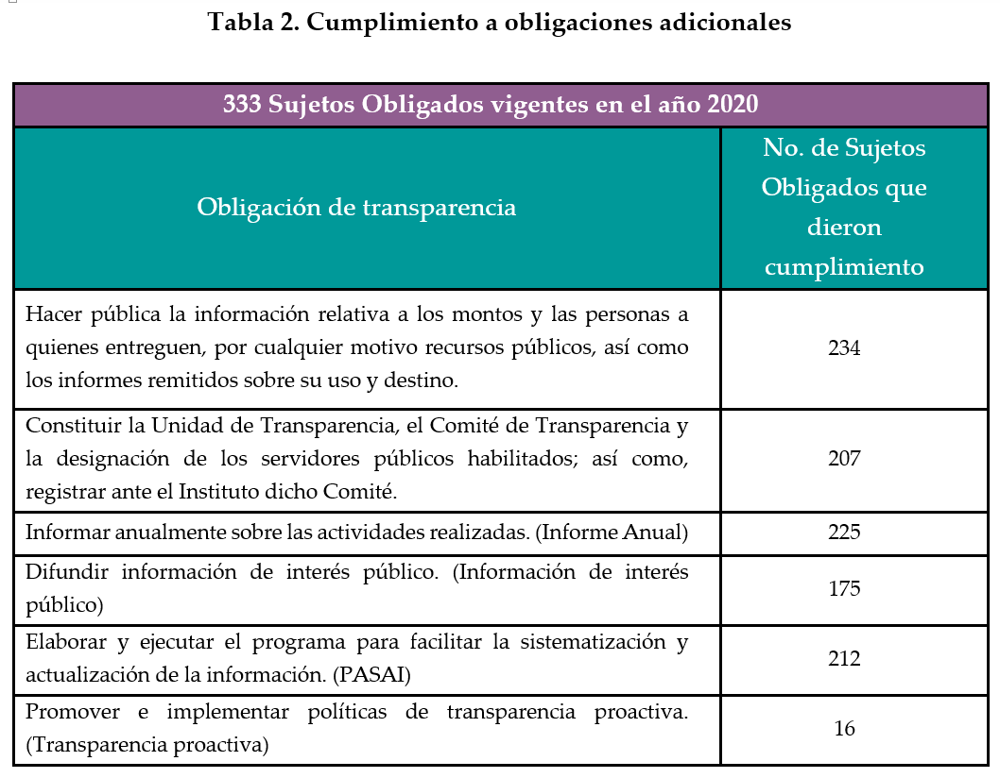 Tabla 2. Cumplimiento a obligaciones adicionales
333 Sujetos Obligados vigentes en el año 2020
Obligación de transparencia
No. de Sujetos
Obligados que
dieron
cumplimiento
Hacer pública la información relativa a los montos y las personas a
quienes entreguen, por cualquier motivo recursos públicos, así como
los informes remitidos sobre su uso y destino.
234
Constituir la Unidad de Transparencia, el Comité de Transparencia y
la designación de los servidores públicos habilitados; así como,
registrar ante el Instituto dicho Comité.
207
Informar anualmente sobre las actividades realizadas. (Informe Anual)
225
Difundir información de interés público. (Información de interés
público)
175
Elaborar y ejecutar el programa para facilitar la sistematización y
actualización de la información. (PASAI)
212
Promover e implementar políticas de transparencia proactiva.
(Transparencia proactiva)
16